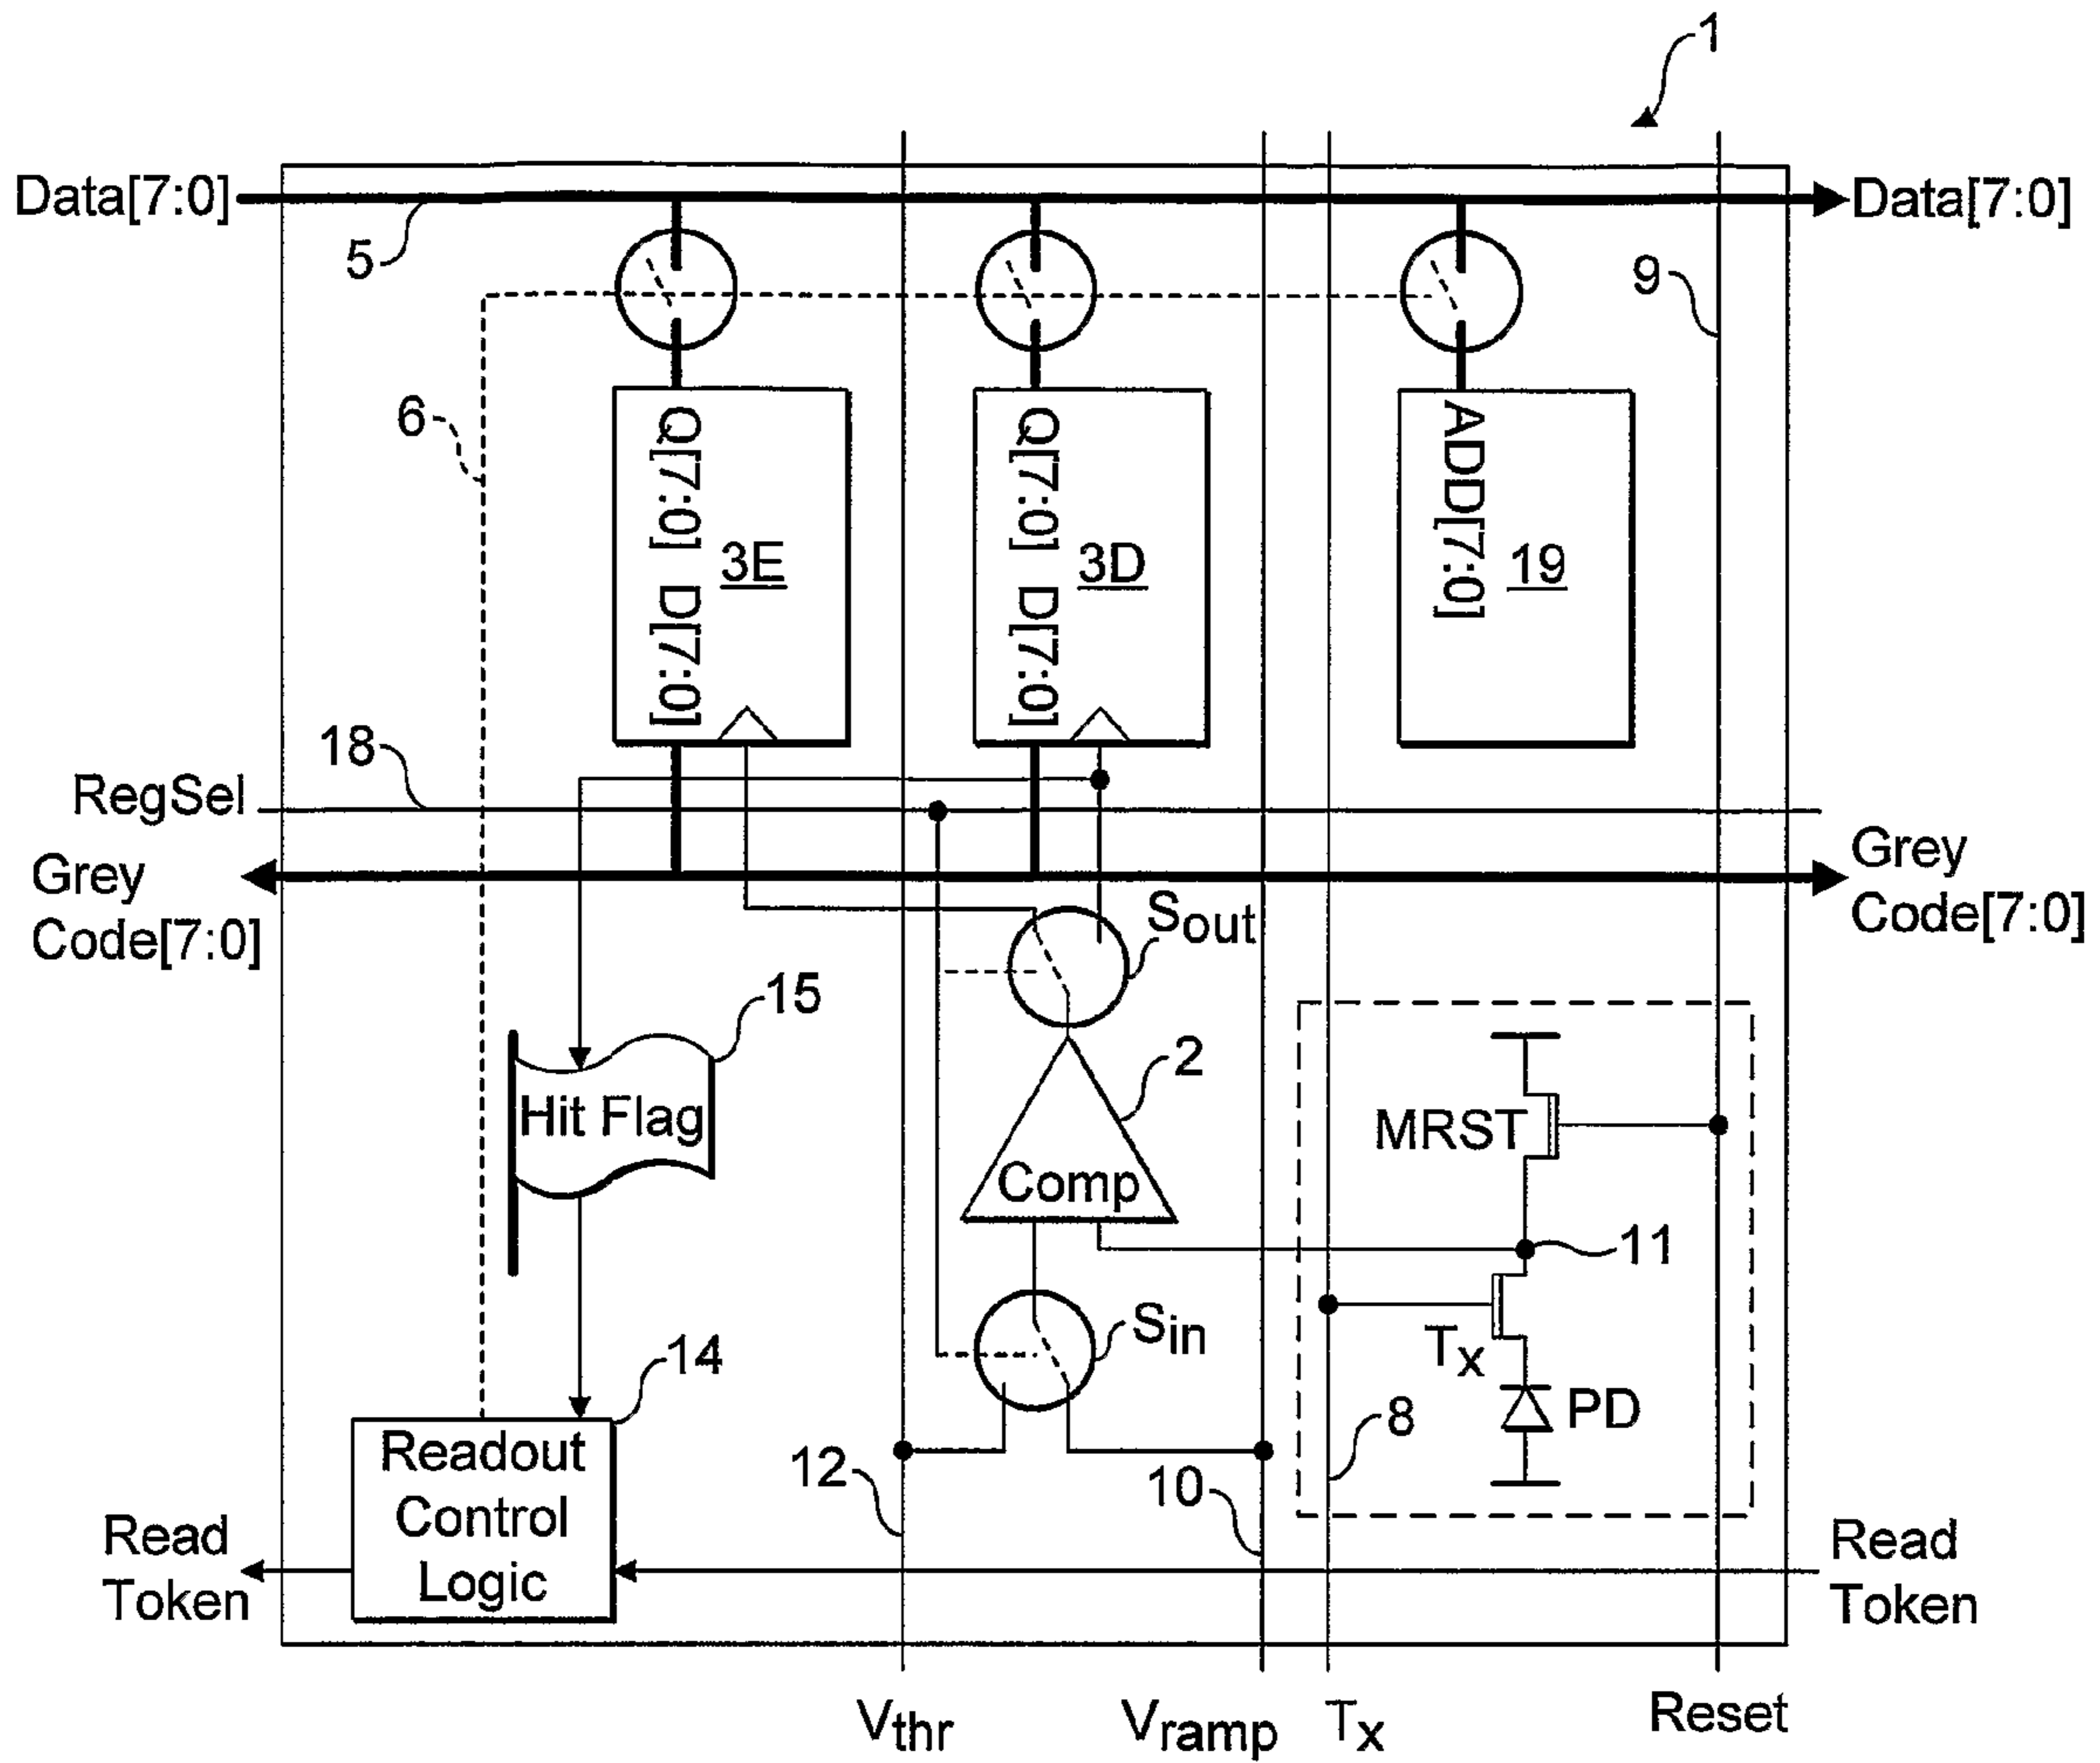 1
Data[7:0]
Data[7:0]
5
9
6
Q[7:0] D[7:0]
3E
Q[7:0] D[7:0]
3D
ADD[7:0]
19
18
RegSel
Grey
Code[7:0]
Grey
Code[7:0]
Sout
15
Hit Flag
2
Comp
MRST
11
Sin
Tx
PD
14
Readout
Control
Logic
12
10
8
Read
Token
Read
Token
Vthr
Vramp
Tx
Reset